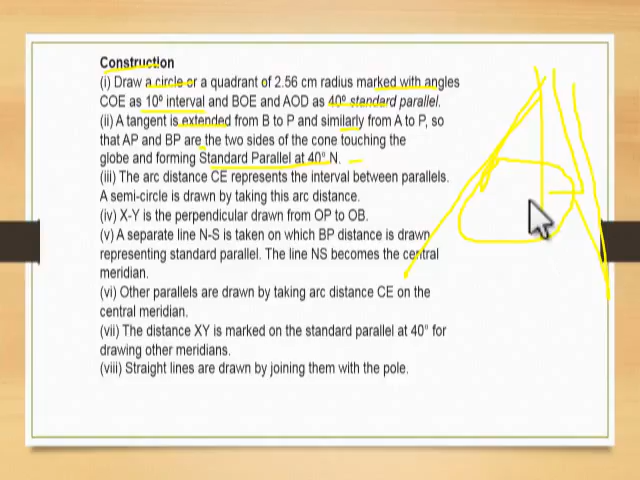 Construction
(i) Draw a circle or a quadrant of 2.56 cm radius marked with angles
COE as 10º interval and BOE and AOD as 40º standard parallel.
(ii) A tangent is extended from B to P and similarly from A to P, so
that AP and BP are the two sides of the cone touching the
globe and forming Standard Parallel at 40° N.
(iii) The arc distance CE represents the interval between parallels.
A semi-circle is drawn by taking this arc distance.
(iv) X-Y is the perpendicular drawn from OP to OB.
(v) A separate line N-S is taken on which BP distance is drawn
representing standard parallel. The line NS becomes the central
meridian.
(vi) Other parallels are drawn by taking arc distance CE on the
central meridian.
(vii) The distance XY is marked on the standard parallel at 40° for
drawing other meridians.
(viii) Straight lines are drawn by joining them with the pole.